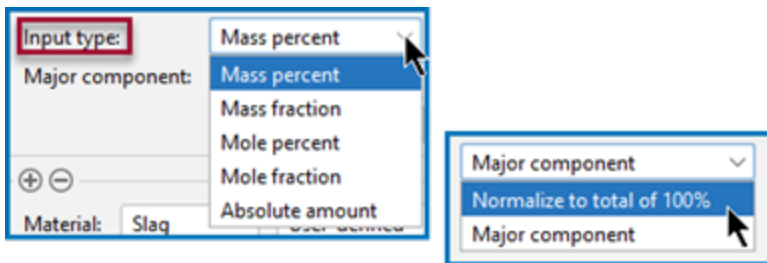 Input type: Mass percent
Major component: Mass percent
Mass fraction
Mole percent
Mole fraction
Absolute amount
Material: Slag
Major component
Normalize to total of 100%
Major component